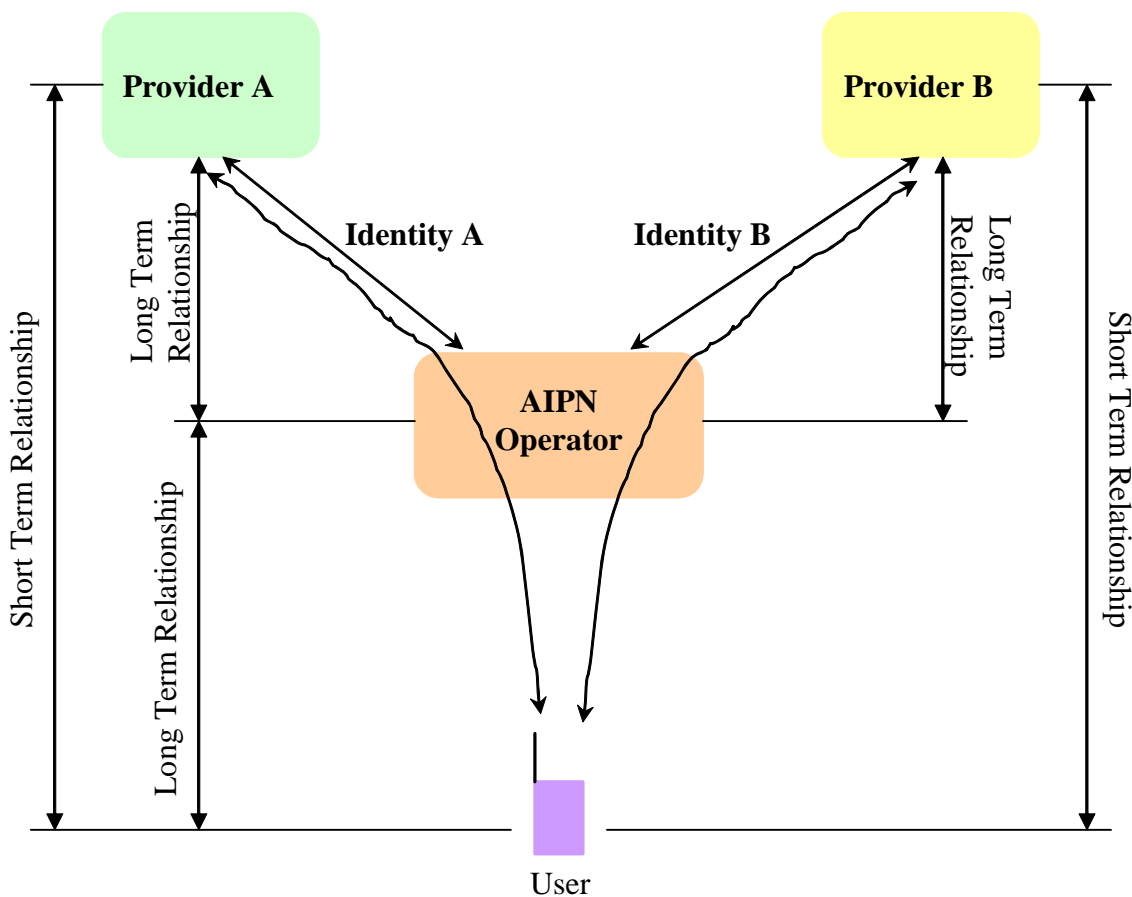 Provider A
Provider B
Identity A
Identity B
Long Term
Relationship
Long Term
Relationship
AIPN
Operator
Short Term Relationship
Short Term Relationship
Long Term Relationship
User